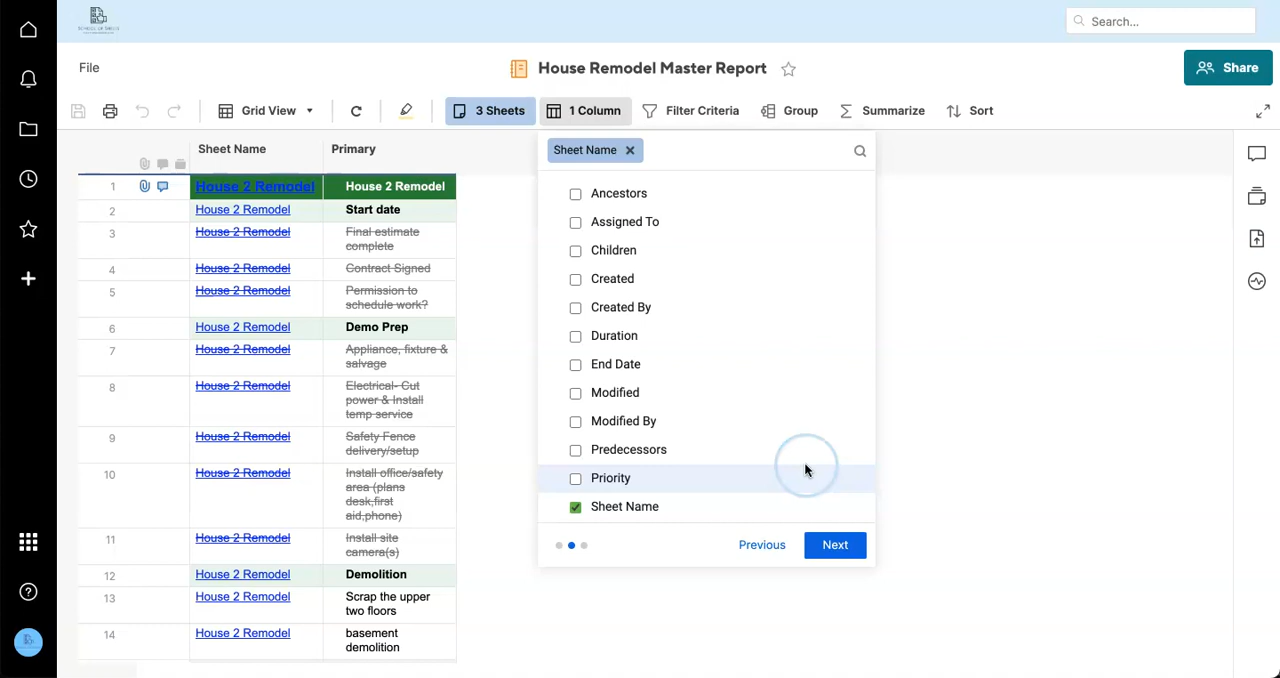 Search...
File
House Remodel Master Report
Share
Grid View
3 Sheets
1 Column
Filter Criteria
Group
Summarize
Sort
Sheet Name
Primary
1
House 2 Remodel
House 2 Remodel
2
House 2 Remodel
Start date
3
House 2 Remodel
Final estimate
complete
4
House 2 Remodel
Contract Signed
5
House 2 Remodel
Permission to
schedule work?
6
House 2 Remodel
Demo Prep
7
House 2 Remodel
Appliance, fixture &
salvage
8
House 2 Remodel
Electrical- Cut
power & Install
temp service
9
House 2 Remodel
Safety Fence
delivery/setup
10
House 2 Remodel
Install office/safety
area (plans
desk,first
aid,phone)
11
House 2 Remodel
Install site
camera(s)
12
House 2 Remodel
Demolition
13
House 2 Remodel
Scrap the upper
two floors
14
House 2 Remodel
basement
demolition
Sheet Name
Ancestors
Assigned To
Children
Created
Created By
Duration
End Date
Modified
Modified By
Predecessors
Priority
Sheet Name
Previous
Next